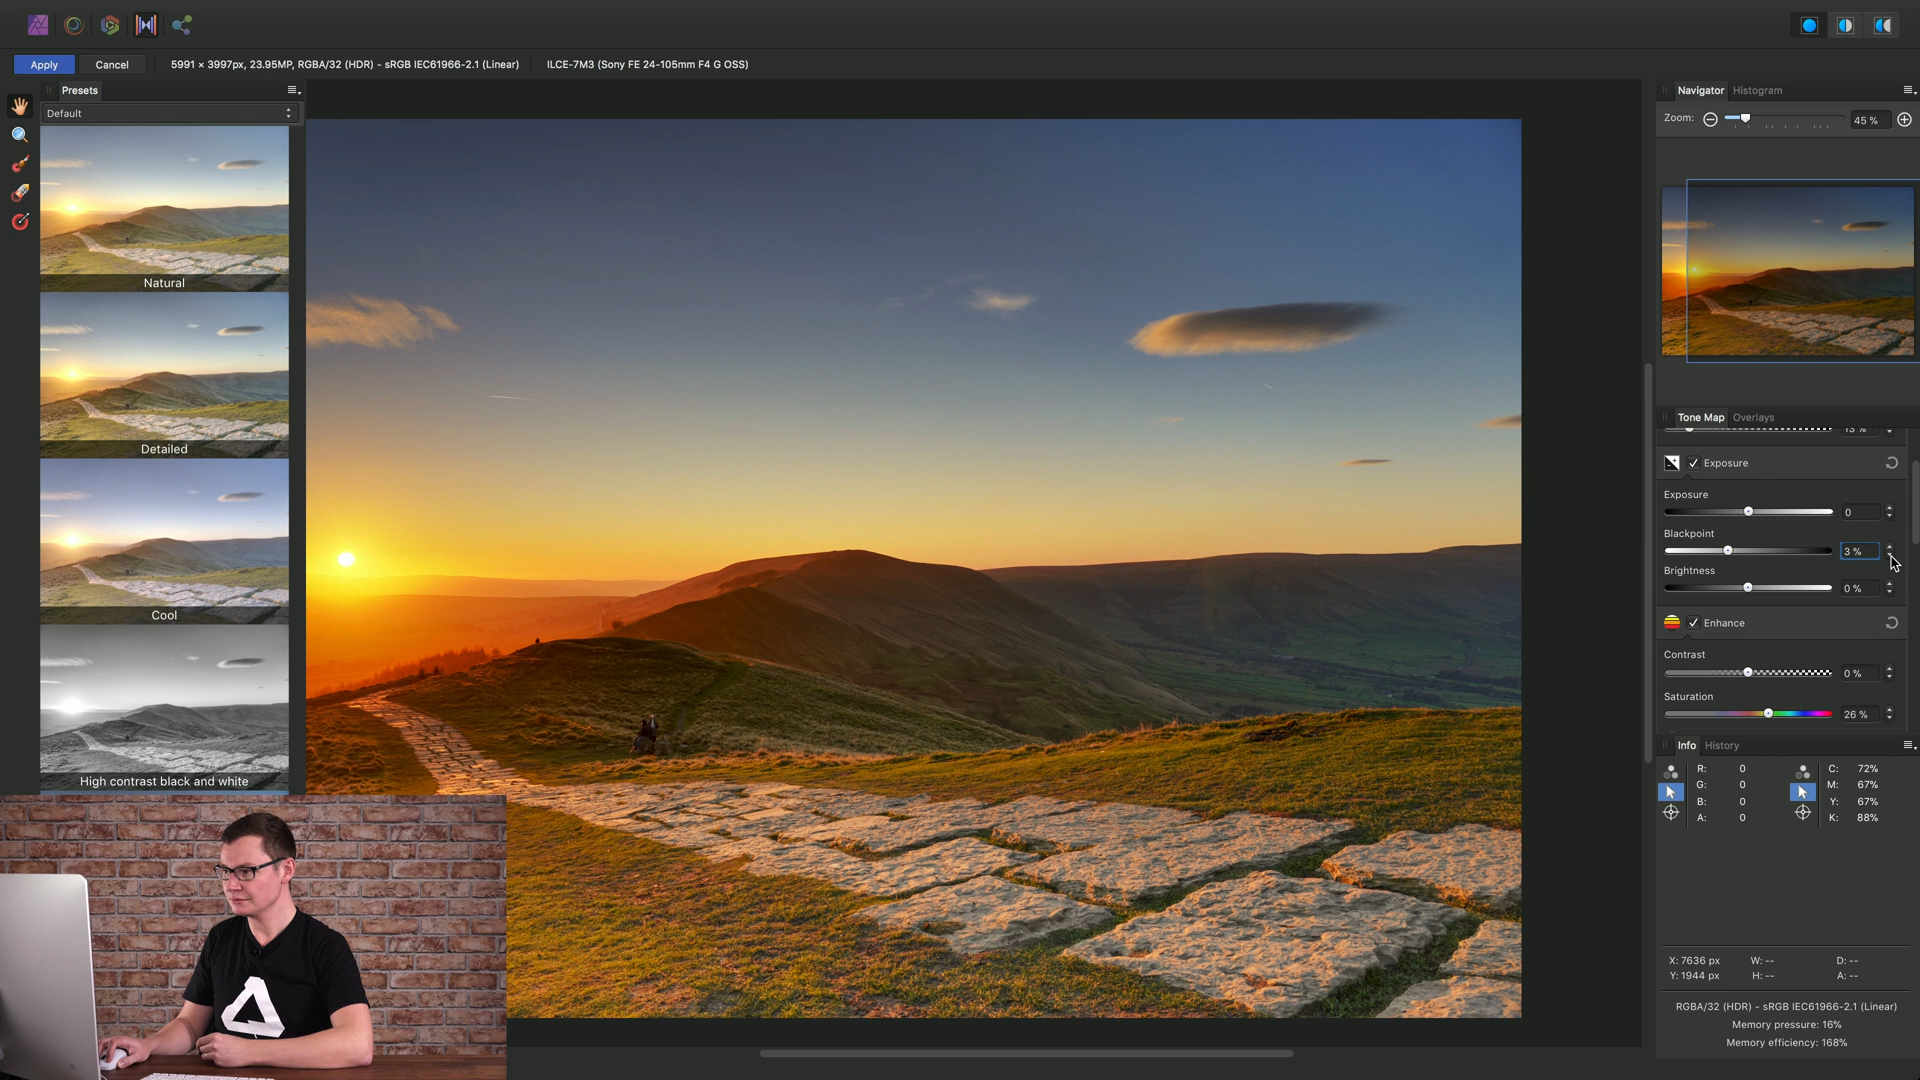 Apply
Cancel
5991 × 3997px, 23.95MP, RGBA/32 (HDR) - sRGB IEC61966-2.1 (Linear)
ILCE-7M3 (Sony FE 24-105mm F4 G OSS)
Presets
Default
Natural
Detailed
Cool
High contrast black and white
Navigator
Histogram
Zoom:
45 %
Tone Map
Overlays
13 %
Exposure
Exposure
0
Blackpoint
3 %
Brightness
0 %
Enhance
Contrast
0 %
Saturation
26 %
Info
History
R: 0
G: 0
B: 0
A: 0
C: 72%
M: 67%
Y: 67%
K: 88%
X: 7636 px W: -- D: --
Y: 1944 px H: -- A: --
RGBA/32 (HDR) - sRGB IEC61966-2.1 (Linear)
Memory pressure: 16%
Memory efficiency: 168%